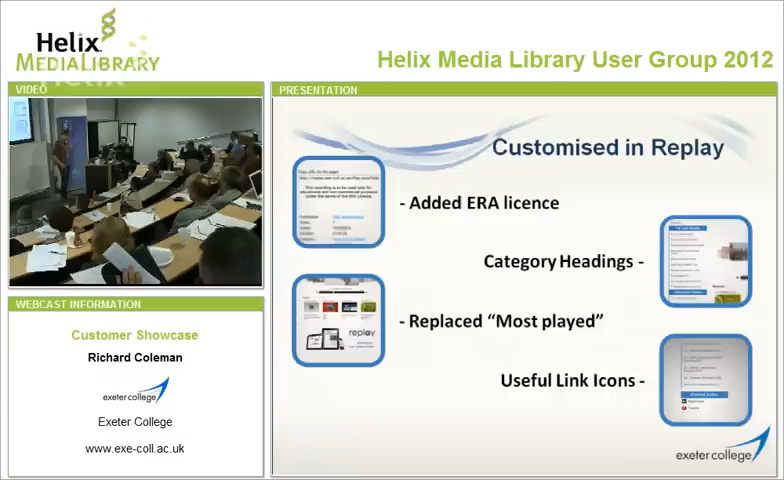 Helix
MEDIALIBRARY
Helix Media Library User Group 2012
VIDEO
PRESENTATION
Customised in Replay
- Added ERA licence
Category Headings -
- Replaced “Most played”
replay
Useful Link Icons -
exeter college
WEBCAST INFORMATION
Customer Showcase
Richard Coleman
exeter college
Exeter College
www.exe-coll.ac.uk